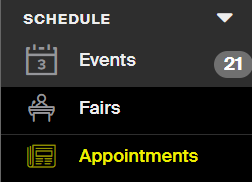 SCHEDULE
3 Events 21
Fairs
Appointments